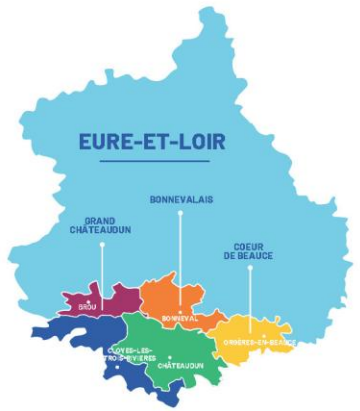 EURE-ET-LOIR
BONNEVALAIS
GRAND
CHÂTEAUDUN
COEUR
DE BEAUCE
BROU
BONNEVAL
ORGÈRES-EN-BEAUCE
CLOYES-LES-
TROIS-RIVIÈRES
CHÂTEAUDUN